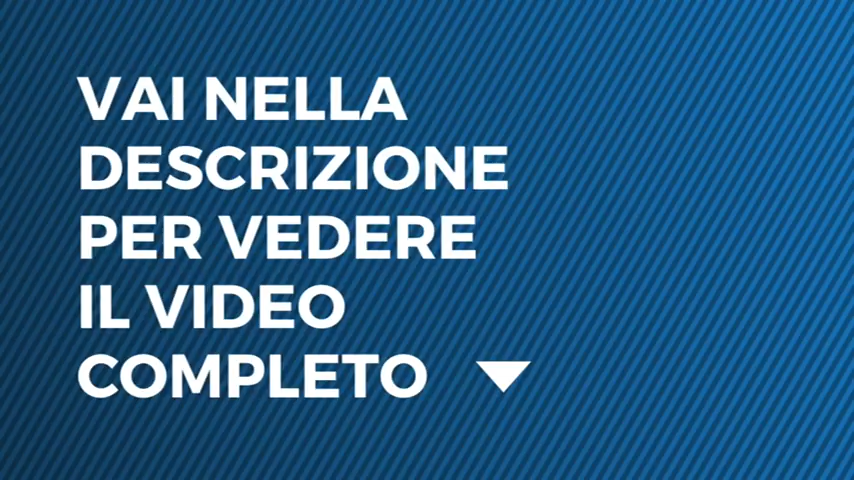 VAI NELLA
DESCRIZIONE
PER VEDERE
IL VIDEO
COMPLETO